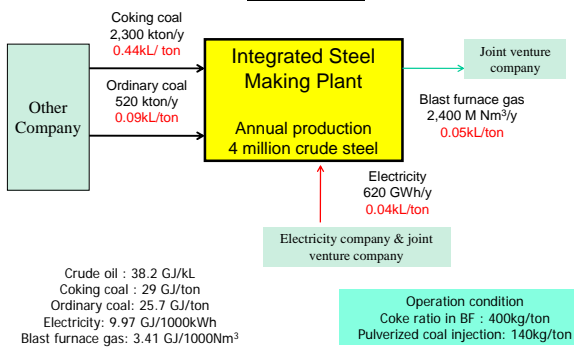 Coking coal
2,300 kton/y
0.44kL/ ton
Ordinary coal
520 kton/y
0.09kL/ton
Other
Company
Integrated Steel
Making Plant
Annual production
4 million crude steel
Joint venture
company
Blast furnace gas
2,400 M Nm³/y
0.05kL/ton
Electricity
620 GWh/y
0.04kL/ton
Electricity company & joint
venture company
Crude oil : 38.2 GJ/kL
Coking coal : 29 GJ/ton
Ordinary coal: 25.7 GJ/ton
Electricity: 9.97 GJ/1000kWh
Blast furnace gas: 3.41 GJ/1000Nm³
Operation condition
Coke ratio in BF : 400kg/ton
Pulverized coal injection: 140kg/ton